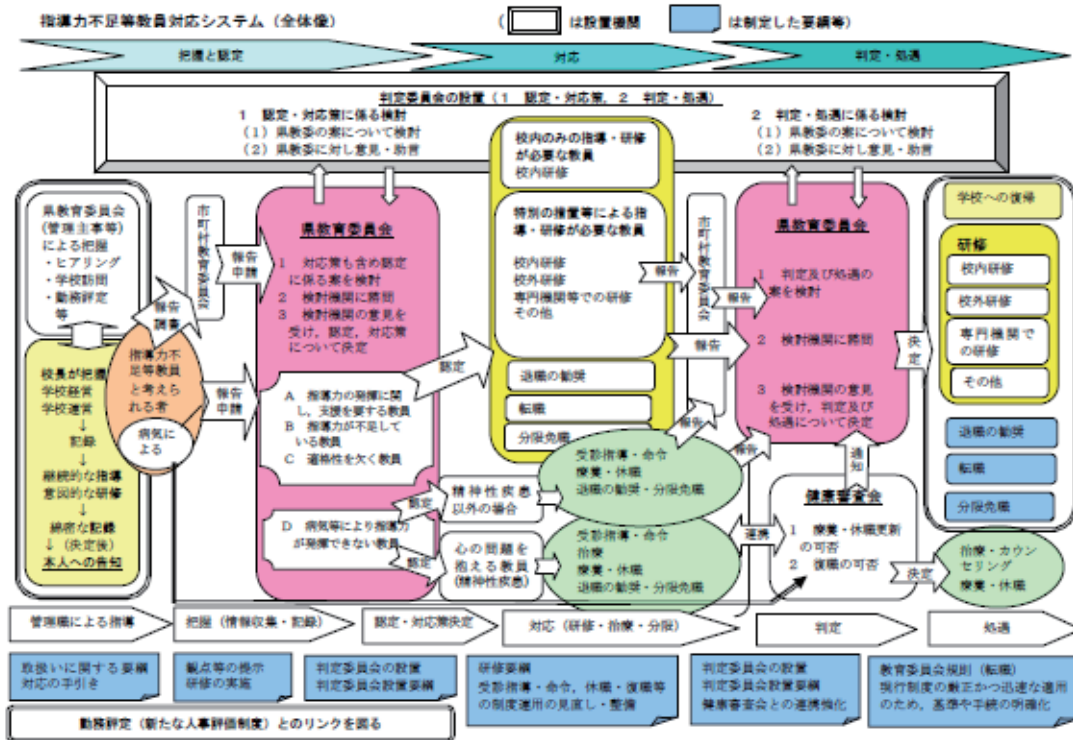 指導力不足等教員対応システム（全体像）
（　　は設置機関　　は制定した要綱等）
把握と認定
対応
判定・処遇
判定委員会の設置（１　認定・対応策，２　判定・処遇）
１　認定・対応策に係る検討
（１）県教委の案について検討
（２）県教委に対し意見・助言
２　判定・処遇に係る検討
（１）県教委の案について検討
（２）県教委に対し意見・助言
県教育委員会
（管理主事等）
による把握
・ヒアリング
・学校訪問
・勤務評定
等
校長が把握
学校経営
学校運営
↓
記録
↓
継続的な指導
意図的な研修
↓
綿密な記録
↓（決定後）
本人への告知
指導力不
足等教員
と考えら
れる者
病気に
よる
報告
調書
市町村教育委員会
報告
申請
報告
申請
県教育委員会
１　対応策も含め認定
に係る案を検討
２　検討機関に諮問
３　検討機関の意見を
受け，認定，対応策
について決定
Ａ　指導力の発揮に関
し，支援を要する教員
Ｂ　指導力が不足して
いる教員
Ｃ　適格性を欠く教員
Ｄ　病気等により指導力
が発揮できない教員
認定
認定
認定
精神性疾患
以外の場合
心の問題を
抱える教員
（精神性疾患）
校内のみの指導・研修
が必要な教員
校内研修
特別の措置等による指
導・研修が必要な教員
校内研修
校外研修
専門機関等での研修
その他
退職の勧奨
転職
分限免職
受診指導・命令
療養・休職
退職の勧奨・分限免職
受診指導・命令
治療
療養・休職
退職の勧奨・分限免職
報告
市町村教育委員会
報告
報告
報告
報告
連携
県教育委員会
１　判定及び処遇の
案を検討
２　検討機関に諮問
３　検討機関の意見
を受け，判定及び
処遇について決定
通知
健康審査会
１　療養・休職更新
の可否
２　復職の可否
決定
決定
学校への復帰
研修
校内研修
校外研修
専門機関で
の研修
その他
退職の勧奨
転職
分限免職
治療・カウン
セリング
療養・休職
管理職による指導
把握（情報収集・記録）
認定・対応策決定
対応（研修・治療・分限）
判定
処遇
取扱いに関する要綱
対応の手引き
観点等の提示
研修の実施
判定委員会の設置
判定委員会設置要綱
研修要綱
受診指導・命令，休職・復職等
の制度運用の見直し・整備
判定委員会の設置
判定委員会設置要綱
健康審査会との連携強化
教育委員会規則（転職）
現行制度の厳正かつ迅速な適用
のため，基準や手続の明確化
勤務評定（新たな人事評価制度）とのリンクを図る